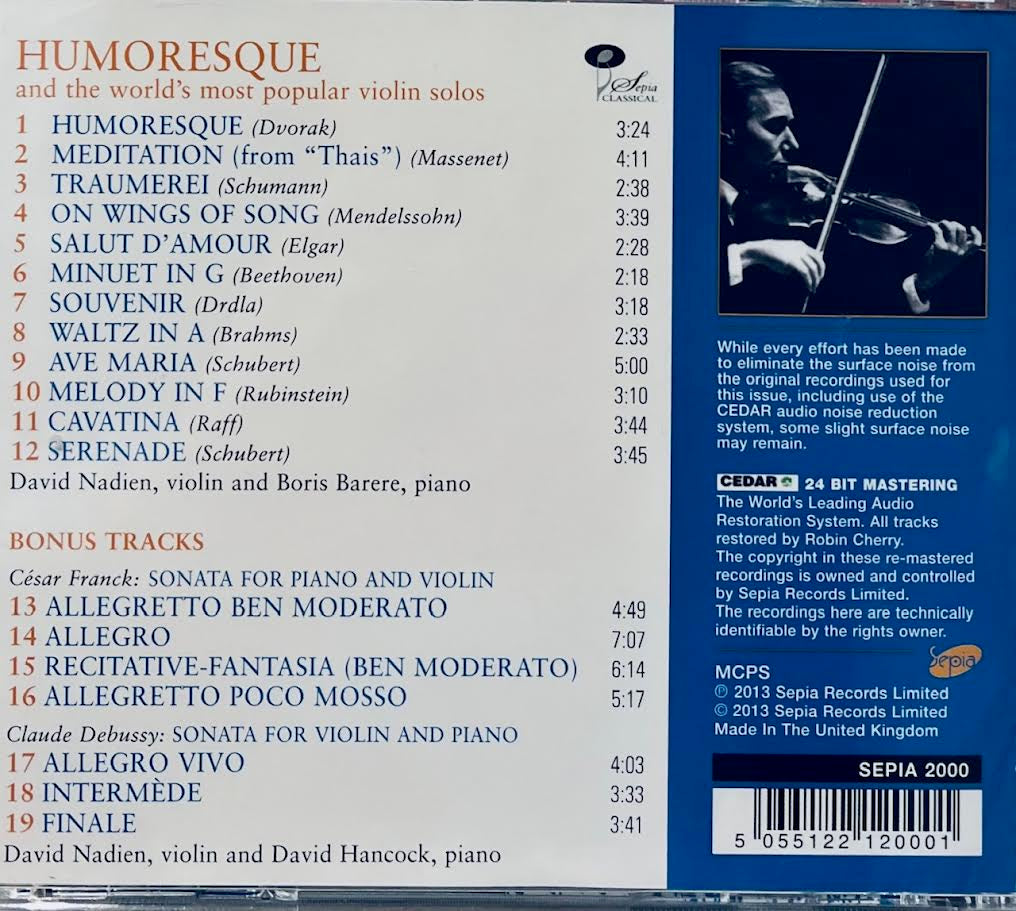 HUMORESQUE
and the world's most popular violin solos
Sepia
CLASSICAL
1 HUMORESQUE (Dvorak) 3:24
2 MEDITATION (from “Thais”) (Massenet) 4:11
3 TRAUMEREI (Schumann) 2:38
4 ON WINGS OF SONG (Mendelssohn) 3:39
5 SALUT D'AMOUR (Elgar) 2:28
6 MINUET IN G (Beethoven) 2:18
7 SOUVENIR (Drdla) 3:18
8 WALTZ IN A (Brahms) 2:33
9 AVE MARIA (Schubert) 5:00
10 MELODY IN F (Rubinstein) 3:10
11 CAVATINA (Raff) 3:44
12 SERENADE (Schubert) 3:45
David Nadien, violin and Boris Barere, piano
BONUS TRACKS
César Franck: SONATA FOR PIANO AND VIOLIN
13 ALLEGRETTO BEN MODERATO 4:49
14 ALLEGRO 7:07
15 RECITATIVE-FANTASIA (BEN MODERATO) 6:14
16 ALLEGRETTO POCO MOSSO 5:17
Claude Debussy: SONATA FOR VIOLIN AND PIANO
17 ALLEGRO VIVO 4:03
18 INTERMÈDE 3:33
19 FINALE 3:41
David Nadien, violin and David Hancock, piano
While every effort has been made
to eliminate the surface noise from
the original recordings used for
this issue, including use of the
CEDAR audio noise reduction
system, some slight surface noise
may remain.
CEDAR 24 BIT MASTERING
The World's Leading Audio
Restoration System. All tracks
restored by Robin Cherry.
The copyright in these re-mastered
recordings is owned and controlled
by Sepia Records Limited.
The recordings here are technically
identifiable by the rights owner.
Sepia
MCPS
℗ 2013 Sepia Records Limited
© 2013 Sepia Records Limited
Made In The United Kingdom
SEPIA 2000
5 055122 120001